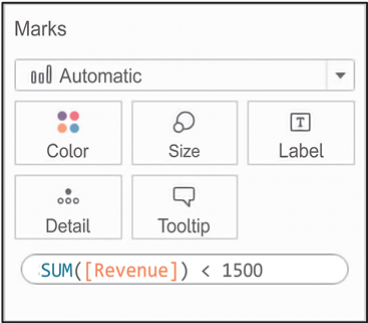 Marks
Automatic
Color Size Label
Detail Tooltip
SUM([Revenue]) < 1500